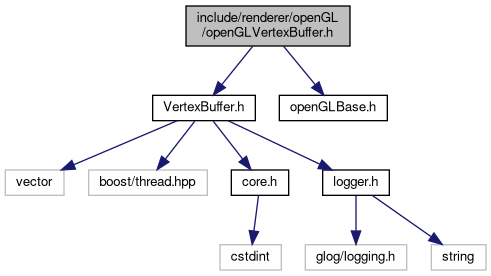 include/renderer/openGL
/openGLVertexBuffer.h
VertexBuffer.h
openGLBase.h
vector
boost/thread.hpp
core.h
logger.h
cstdint
glog/logging.h
string